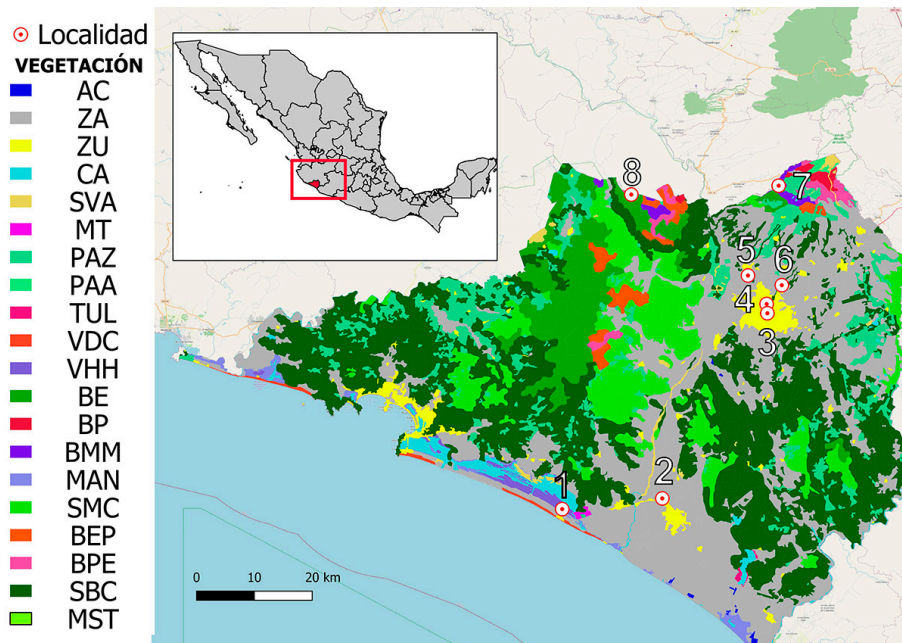 Localidad
VEGETACIÓN
AC
ZA
ZU
CA
SVA
MT
PAZ
PAA
TUL
VDC
VHH
BE
BP
BMM
MAN
SMC
BEP
BPE
SBC
MST
8
7
5
6
4
3
1
2
0 10 20 km